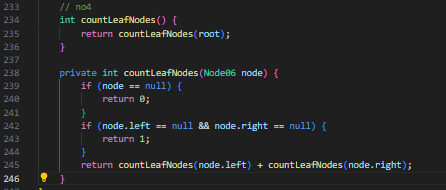 233 // no4
234 int countLeafNodes() {
235 return countLeafNodes(root);
236 }
237
238 private int countLeafNodes(Node06 node) {
239 if (node == null) {
240 return 0;
241 }
242 if (node.left == null && node.right == null) {
243 return 1;
244 }
245 return countLeafNodes(node.left) + countLeafNodes(node.right);
246 }